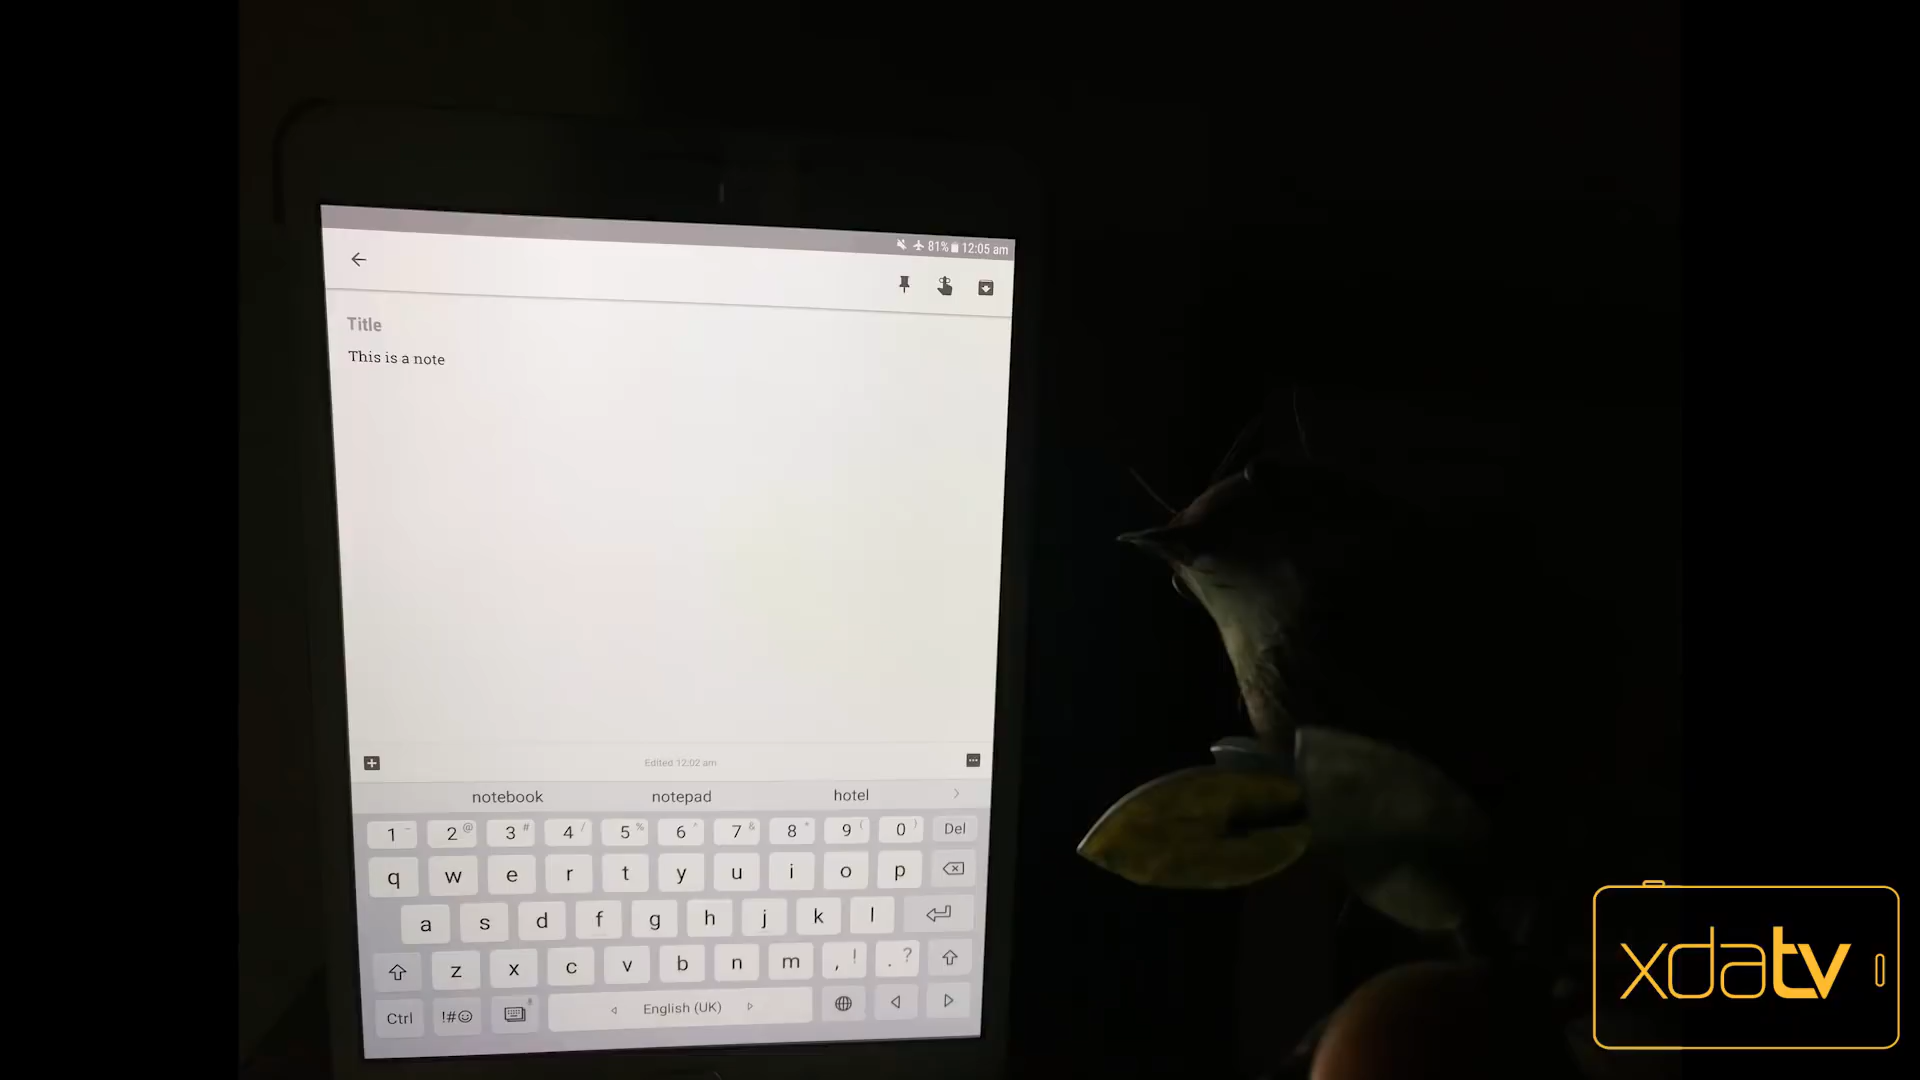 81% 12:05 am
Title
This is a note
Edited 12:02 am
notebook notepad hotel
1 - 2 @ 3 # 4 / 5 % 6 ^ 7 & 8 * 9 ( 0 ) Del
q w e r t y u i o p
a s d f g h j k l
z x c v b n m , ! . ?
Ctrl !#☺ English (UK)
xdatv